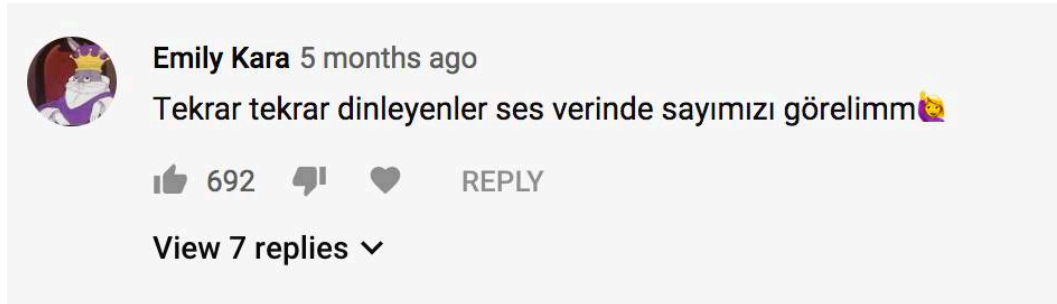 Emily Kara 5 months ago
Tekrar tekrar dinleyenler ses verinde sayımızı görelimm🙋‍♀️
692 REPLY
View 7 replies